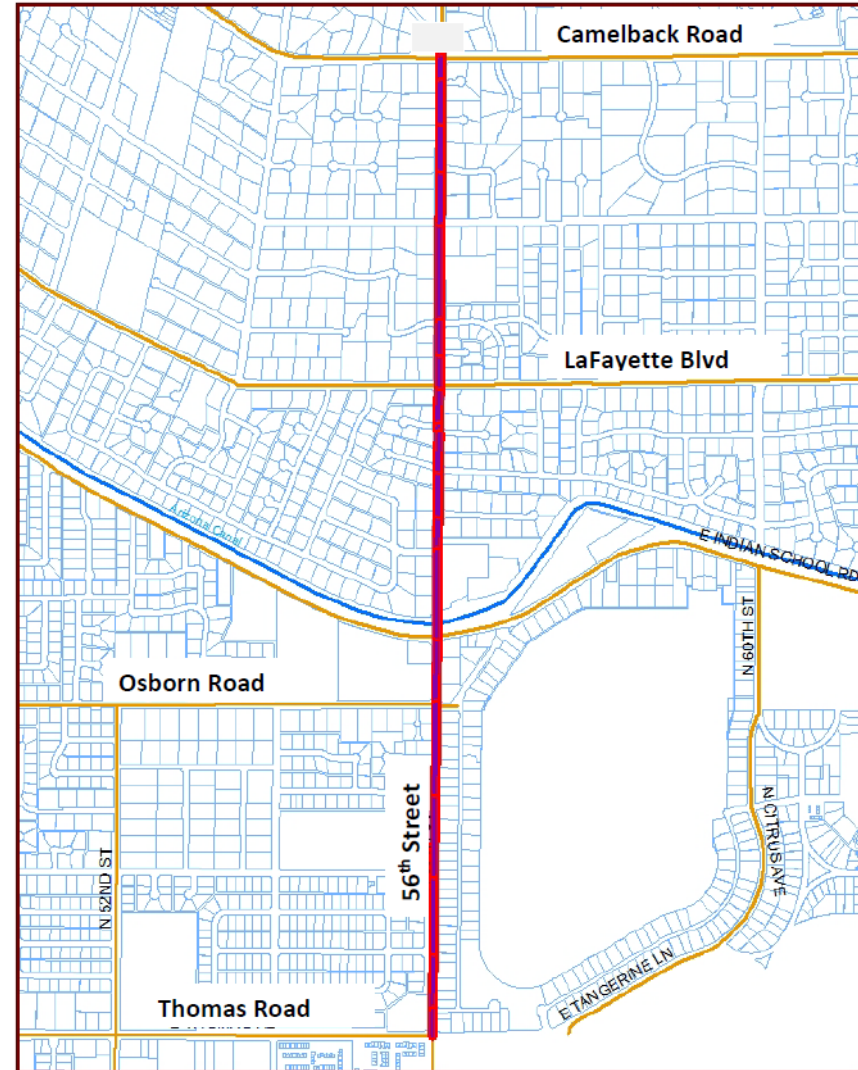 Camelback Road
LaFayette Blvd
Arizona Canal
E INDIAN SCHOOL RD
N 60TH ST
Osborn Road
56th Street
N CITRUS AVE
N 52ND ST
E TANGERINE LN
Thomas Road